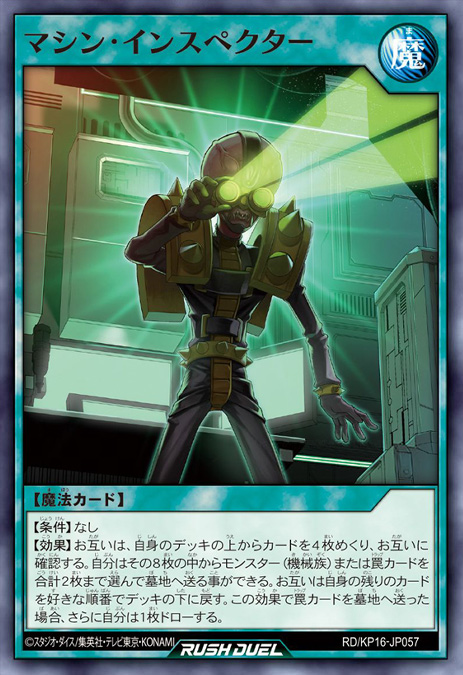 マシン・インスペクター
魔
【魔法カード】
【条件】なし
【効果】お互いは、自身のデッキの上からカードを4枚めくり、お互いに
確認する。自分はその8枚の中からモンスター(機械族)または罠カードを
合計2枚まで選んで墓地へ送る事ができる。お互いは自身の残りのカード
を好きな順番でデッキの下に戻す。この効果で罠カードを墓地へ送った
場合、さらに自分は1枚ドローする。
©スタジオ・ダイス/集英社・テレビ東京・KONAMI
RUSH DUEL
RD/KP16-JP057